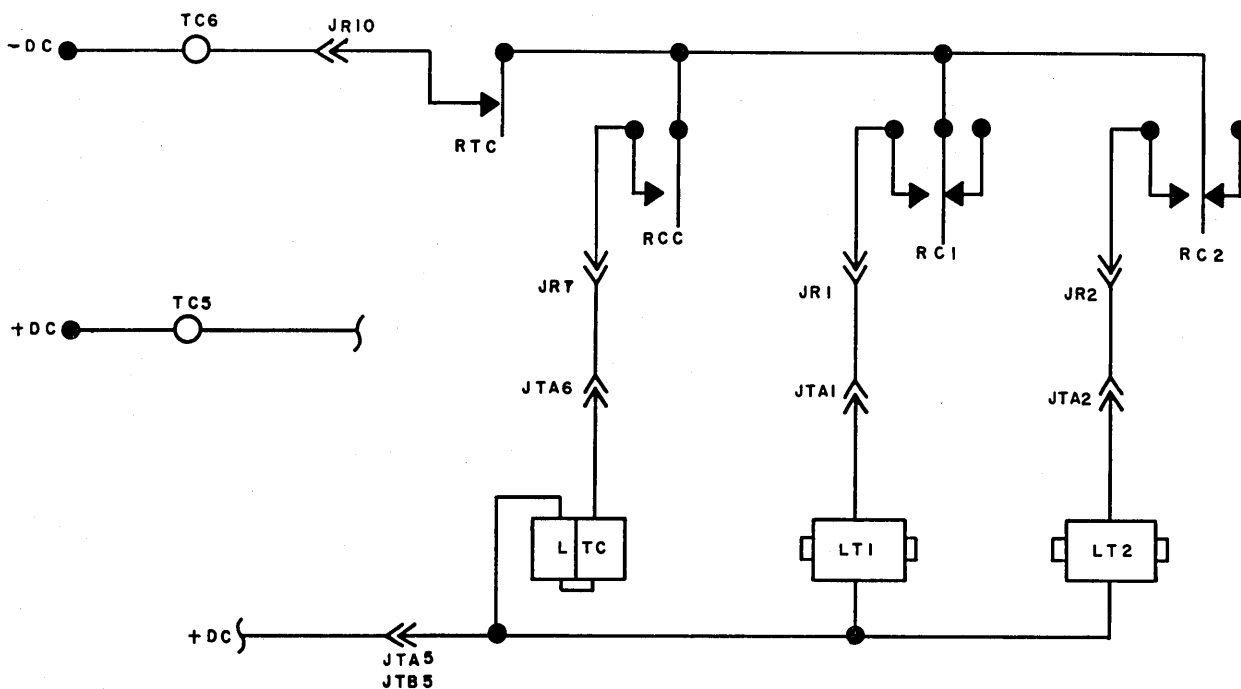 TC6
JR10
-DC
RTC
RCC
RC1
RC2
JR7
JR1
JR2
TC5
+DC
JTA6
JTA1
JTA2
LTC
LT1
LT2
+DC
JTA5
JTB5